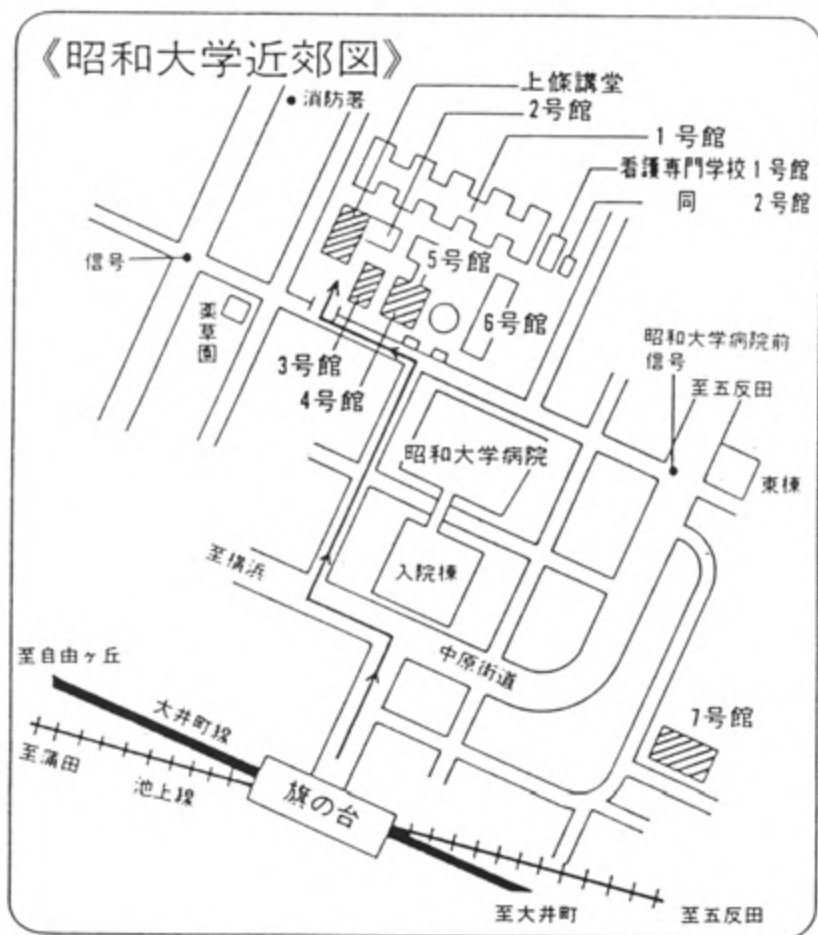 《昭和大学近郊図》
上條講堂
消防署
2号館
1号館
看護専門学校1号館
同 2号館
信号
5号館
薬草園
6号館
昭和大学病院前
信号
3号館
4号館
至五反田
昭和大学病院
東棟
至横浜
入院棟
中原街道
至自由ヶ丘
大井町線
7号館
至蒲田
池上線
旗の台
至大井町
至五反田